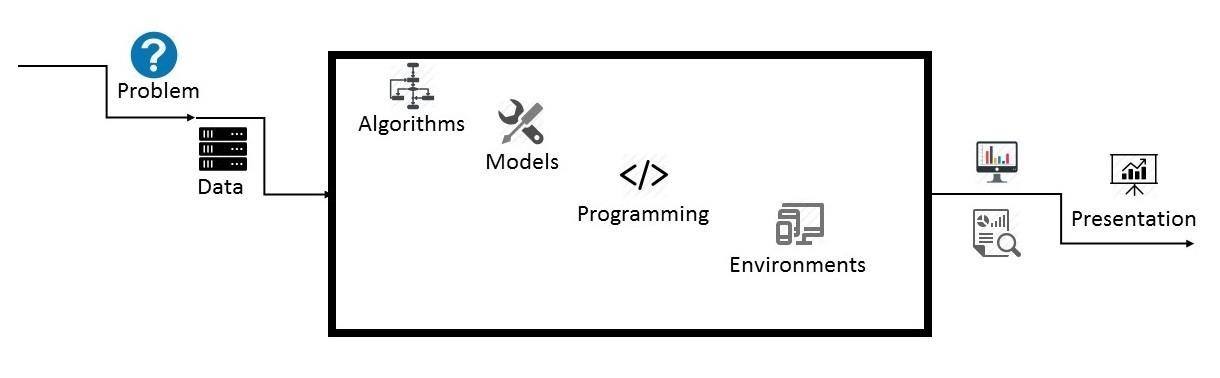 ?
Problem
Data
Algorithms
Models
</>
Programming
Environments
Presentation